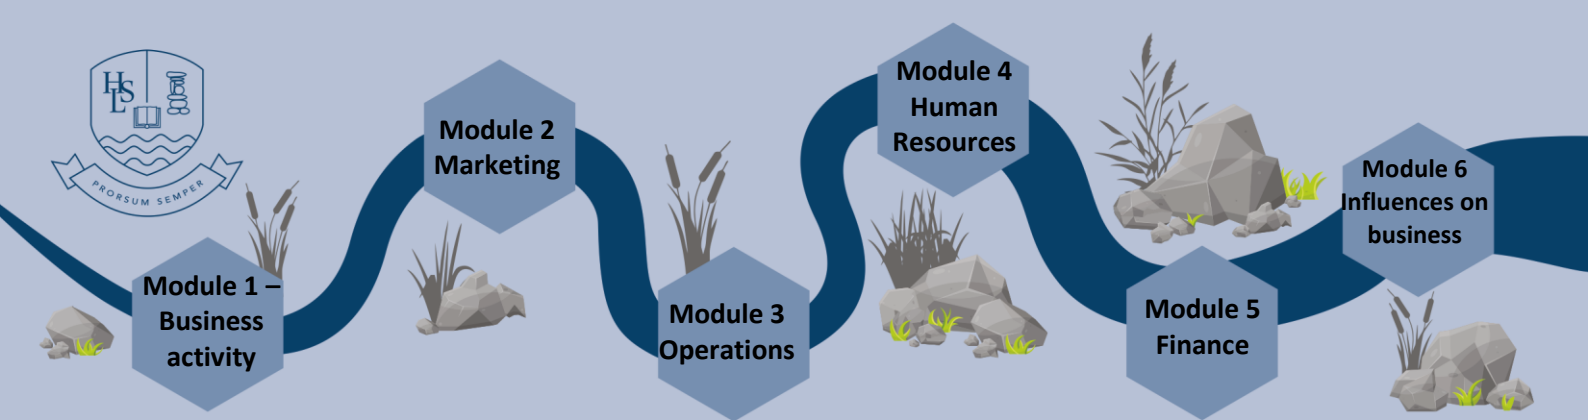 HLS
PRORSUM SEMPER
Module 1 –
Business
activity
Module 2
Marketing
Module 3
Operations
Module 4
Human
Resources
Module 5
Finance
Module 6
Influences on
business